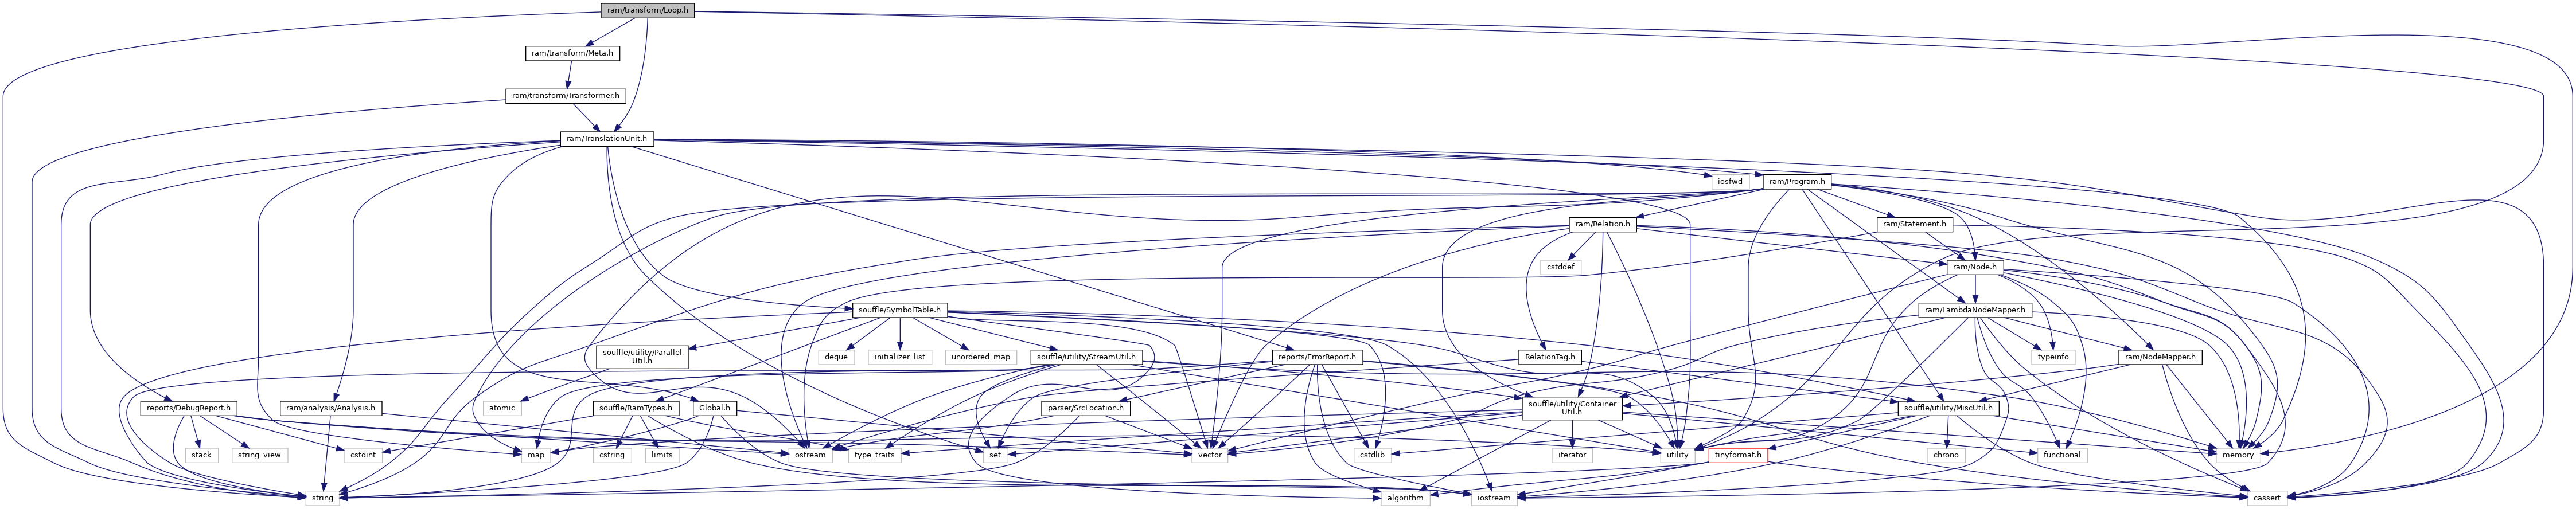 ram/transform/Loop.h
ram/transform/Meta.h
ram/transform/Transformer.h
ram/TranslationUnit.h
iosfwd
ram/Program.h
ram/Relation.h
ram/Statement.h
cstddef
ram/Node.h
souffle/SymbolTable.h
ram/LambdaNodeMapper.h
souffle/utility/Parallel
Util.h
deque
initializer_list
unordered_map
souffle/utility/StreamUtil.h
reports/ErrorReport.h
RelationTag.h
typeinfo
ram/NodeMapper.h
reports/DebugReport.h
ram/analysis/Analysis.h
atomic
souffle/RamTypes.h
Global.h
parser/SrcLocation.h
souffle/utility/Container
Util.h
souffle/utility/MiscUtil.h
stack
string_view
cstdint
map
cstring
limits
ostream
type_traits
set
vector
cstdlib
iterator
utility
tinyformat.h
chrono
functional
memory
string
algorithm
iostream
cassert